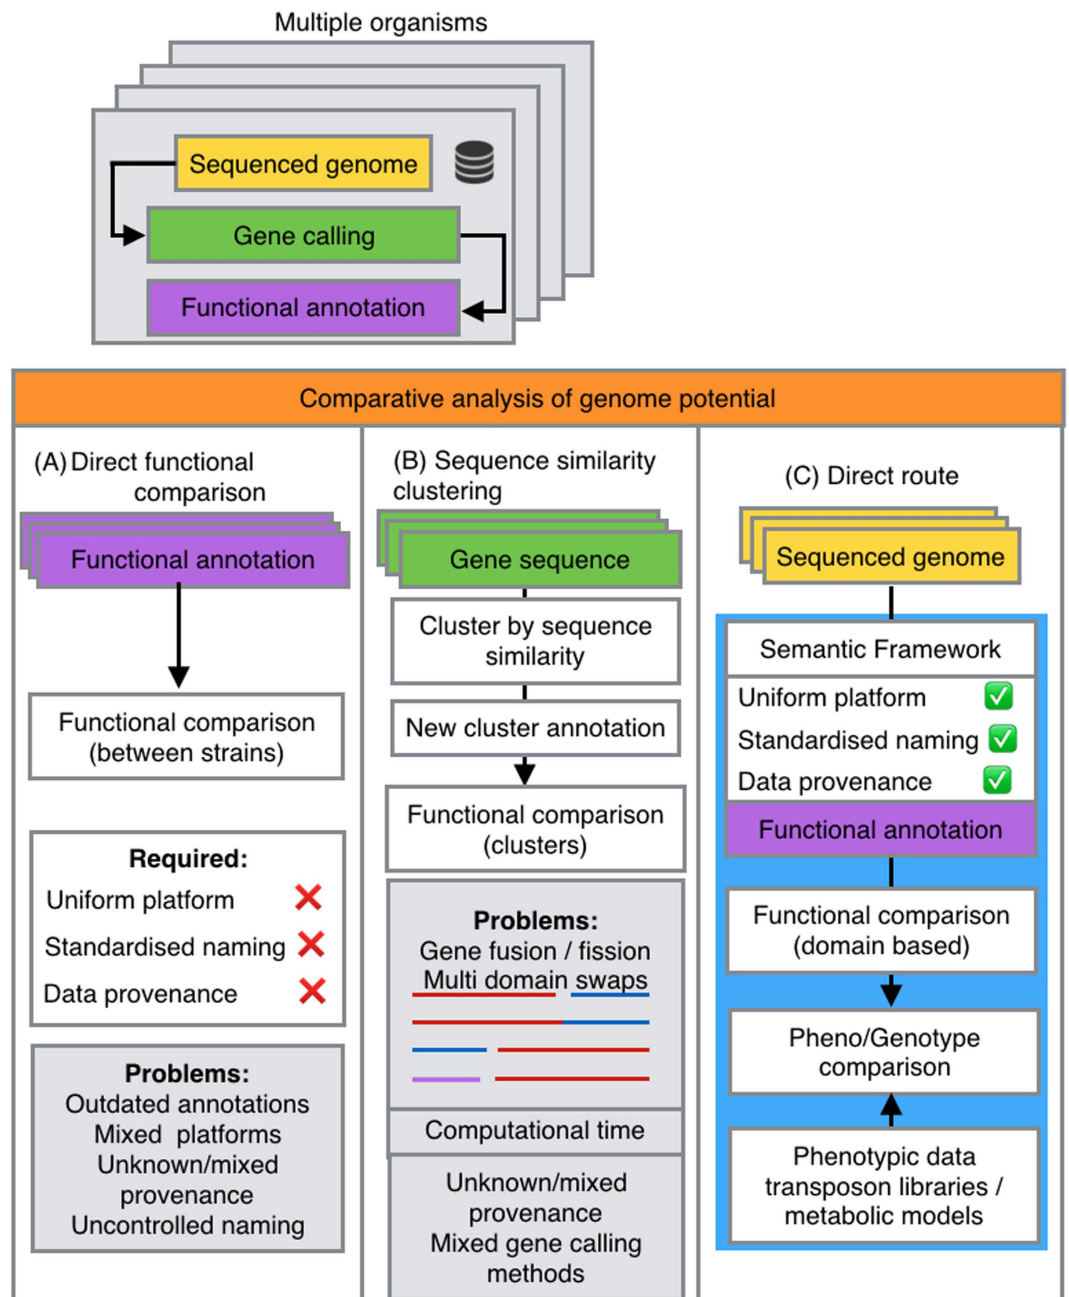 Multiple organisms
Sequenced genome
Gene calling
Functional annotation
Comparative analysis of genome potential
(A) Direct functional
comparison
Functional annotation
Functional comparison
(between strains)
Required:
Uniform platform
Standardised naming
Data provenance
Problems:
Outdated annotations
Mixed platforms
Unknown/mixed
provenance
Uncontrolled naming
(B) Sequence similarity
clustering
Gene sequence
Cluster by sequence
similarity
New cluster annotation
Functional comparison
(clusters)
Problems:
Gene fusion / fission
Multi domain swaps
Computational time
Unknown/mixed
provenance
Mixed gene calling
methods
(C) Direct route
Sequenced genome
Semantic Framework
Uniform platform
Standardised naming
Data provenance
Functional annotation
Functional comparison
(domain based)
Pheno/Genotype
comparison
Phenotypic data
transposon libraries /
metabolic models